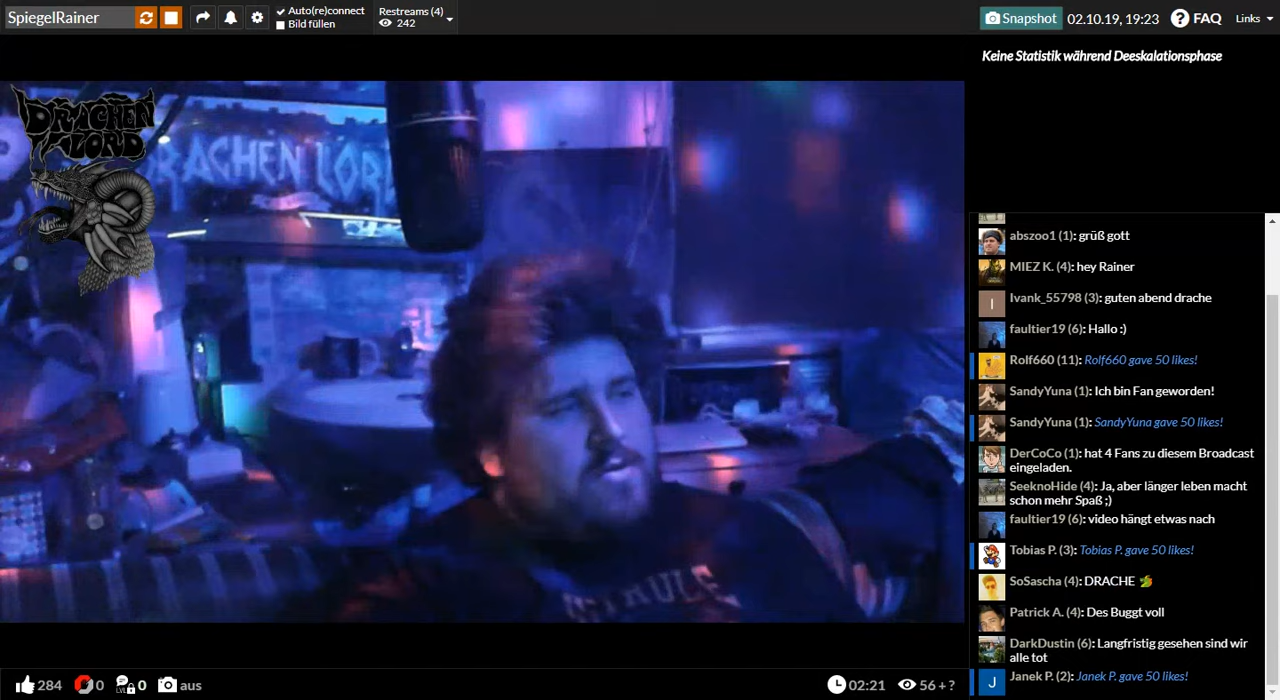 SpiegelRainer
Auto(re)connect
Bild füllen
Restreams (4)
242
Snapshot
02.10.19, 19:23
FAQ
Links
Keine Statistik während Deeskalationsphase
DRACHEN
LORD
DRACHEN LORD
abszoo1 (1): grüß gott
MIEZ K. (4): hey Rainer
I
Ivank_55798 (3): guten abend drache
faultier19 (6): Hallo :)
Rolf660 (11): Rolf660 gave 50 likes!
SandyYuna (1): Ich bin Fan geworden!
SandyYuna (1): SandyYuna gave 50 likes!
DerCoCo (1): hat 4 Fans zu diesem Broadcast
eingeladen.
SeeknoHide (4): Ja, aber länger leben macht
schon mehr Spaß ;)
faultier19 (6): video hängt etwas nach
Tobias P. (3): Tobias P. gave 50 likes!
SoSascha (4): DRACHE
Patrick A. (4): Des Buggt voll
DarkDustin (6): Langfristig gesehen sind wir
alle tot
J
Janek P. (2): Janek P. gave 50 likes!
284
0
LVL
0
aus
02:21
56 + ?